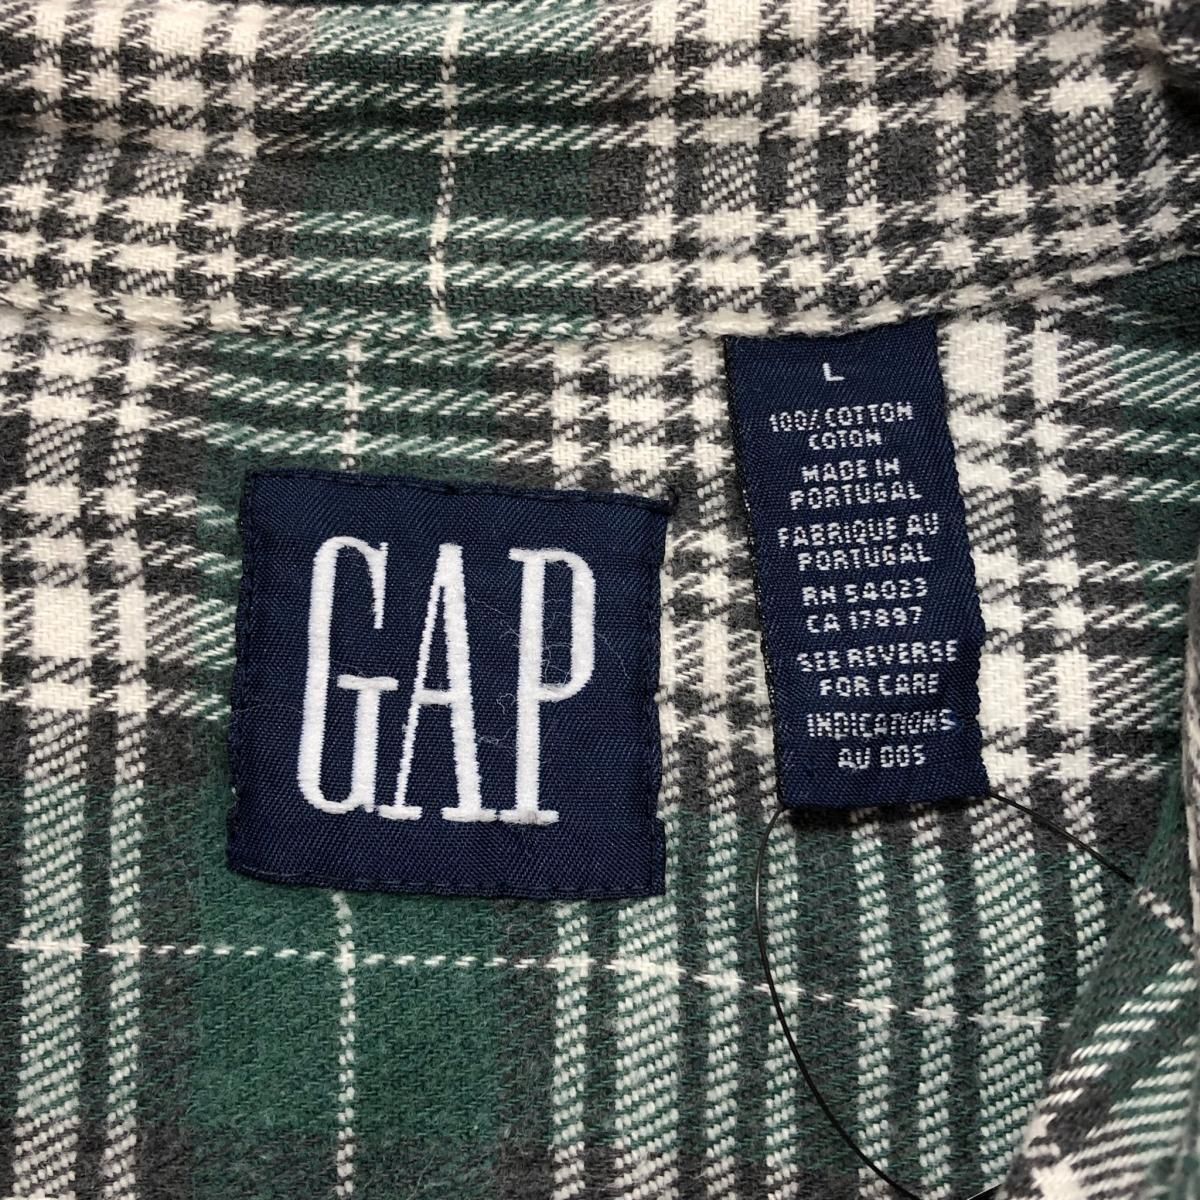 GAP
L
100% COTTON
COTON
MADE IN
PORTUGAL
FABRIQUE AU
PORTUGAL
RN 54023
CA 17897
SEE REVERSE
FOR CARE
INDICATIONS
AU DOS